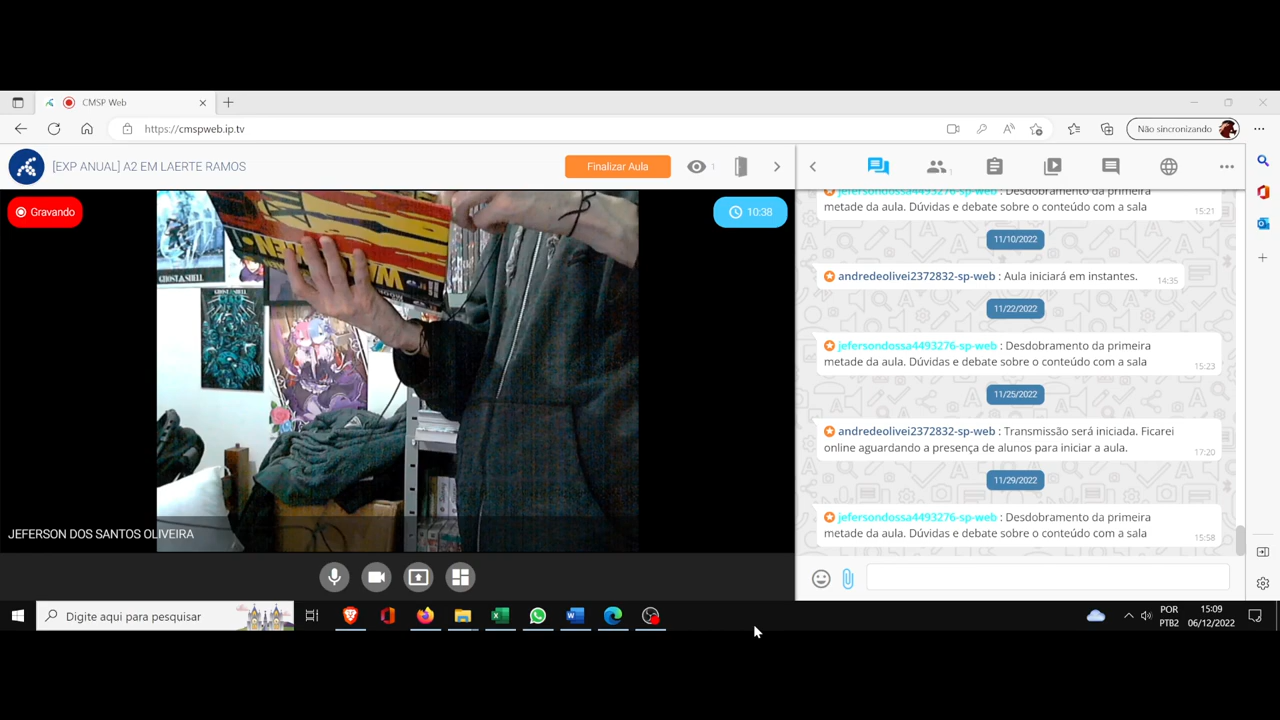 CMSP Web
https://cmspweb.ip.tv
Não sincronizando
[EXP ANUAL] A2 EM LAERTE RAMOS
Finalizar Aula
1
Gravando
10:38
GHOST SHELL
JEFERSON DOS SANTOS OLIVEIRA
jefersondossa4493276-sp-web : Desdobramento da primeira
metade da aula. Dúvidas e debate sobre o conteúdo com a sala
15:21
11/10/2022
andredeolivei2372832-sp-web : Aula iniciará em instantes.
14:35
11/22/2022
jefersondossa4493276-sp-web : Desdobramento da primeira
metade da aula. Dúvidas e debate sobre o conteúdo com a sala
15:23
11/25/2022
andredeolivei2372832-sp-web : Transmissão será iniciada. Ficarei
online aguardando a presença de alunos para iniciar a aula.
17:20
11/29/2022
jefersondossa4493276-sp-web : Desdobramento da primeira
metade da aula. Dúvidas e debate sobre o conteúdo com a sala
15:58
Digite aqui para pesquisar
POR
PTB2
15:09
06/12/2022